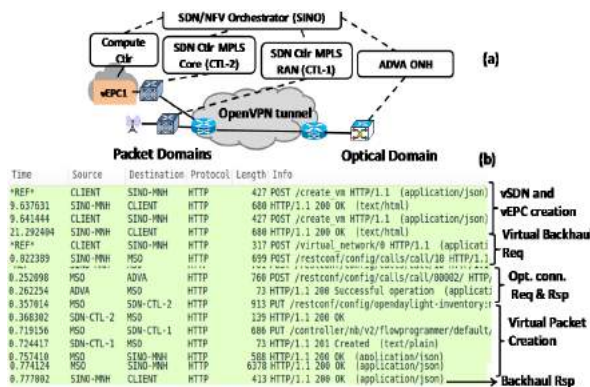 SDN/NFV Orchestrator (SINO)
Compute Ctlr
SDN Ctlr MPLS Core (CTL-2)
SDN Ctlr MPLS RAN (CTL-1)
ADVA ONH
(a)
vEPC1
OpenVPN tunnel
Packet Domains
Optical Domain
(b)
Time Source Destination Protocol Length Info
*REF* CLIENT SINO-MNH HTTP 427 POST /create_vm HTTP/1.1 (application/json)
9.637631 SINO-MNH CLIENT HTTP 680 HTTP/1.1 200 OK (text/html)
9.641444 CLIENT SINO-MNH HTTP 427 POST /create_vm HTTP/1.1 (application/json)
21.292404 SINO-MNH CLIENT HTTP 680 HTTP/1.1 200 OK (text/html)
*REF* CLIENT SINO-MNH HTTP 317 POST /virtual_network/0 HTTP/1.1 (applicati
0.022389 SINO-MNH MSO HTTP 699 POST /restconf/config/calls/call/10 HTTP/1.
0.252098 MSO ADVA HTTP 760 POST /restconf/config/calls/call/00002/ HTTP/1.
0.262254 ADVA MSO HTTP 73 HTTP/1.1 200 Successful operation (applicati
0.357014 MSO SDN-CTL-2 HTTP 913 PUT /restconf/config/opendaylight-inventory:n
0.368302 SDN-CTL-2 MSO HTTP 139 HTTP/1.1 200 OK
0.719156 MSO SDN-CTL-1 HTTP 686 PUT /controller/nb/v2/flowprogrammer/default/
0.724417 SDN-CTL-1 MSO HTTP 73 HTTP/1.1 201 Created (text/plain)
0.757410 MSO SINO-MNH HTTP 588 HTTP/1.1 200 OK (application/json)
0.774124 MSO SINO-MNH HTTP 6378 HTTP/1.1 200 OK (application/json)
0.777802 SINO-MNH CLIENT HTTP 413 HTTP/1.1 200 OK (application/json)
vSDN and
vEPC creation
Virtual Backhaul
Req
Opt. conn.
Req & Rsp
Virtual Packet
Creation
Backhaul Rsp